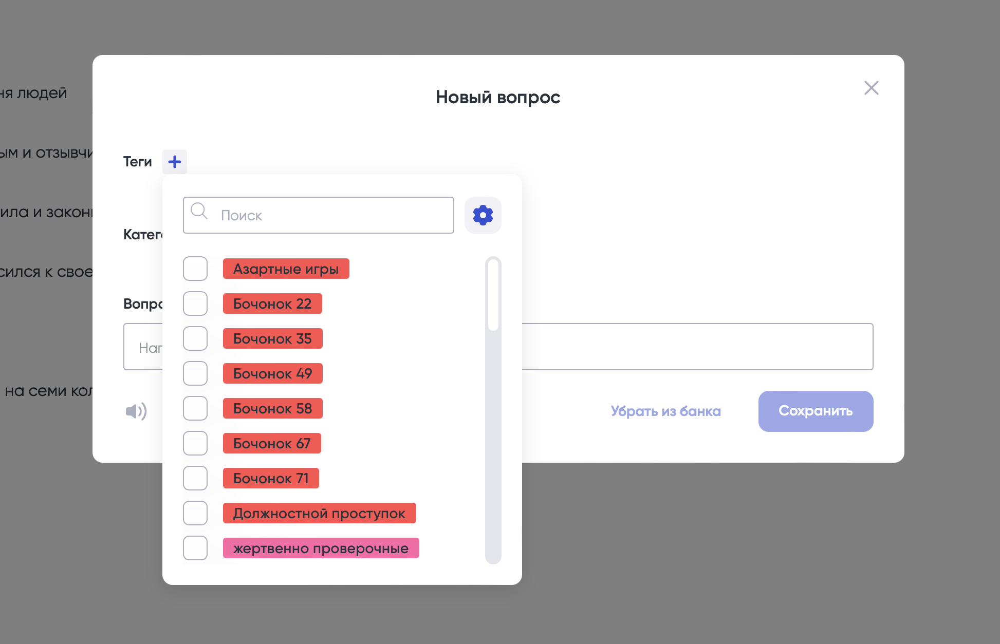 ня людей
Новый вопрос
ым и отзывчи
Теги
Поиск
ила и закон
Катего
Азартные игры
сился к свое
Бочонок 22
Вопро
Бочонок 35
Нап
Бочонок 49
на семи кол
Бочонок 58
Убрать из банка
Сохранить
Бочонок 67
Бочонок 71
Должностной проступок
жертвенно проверочные